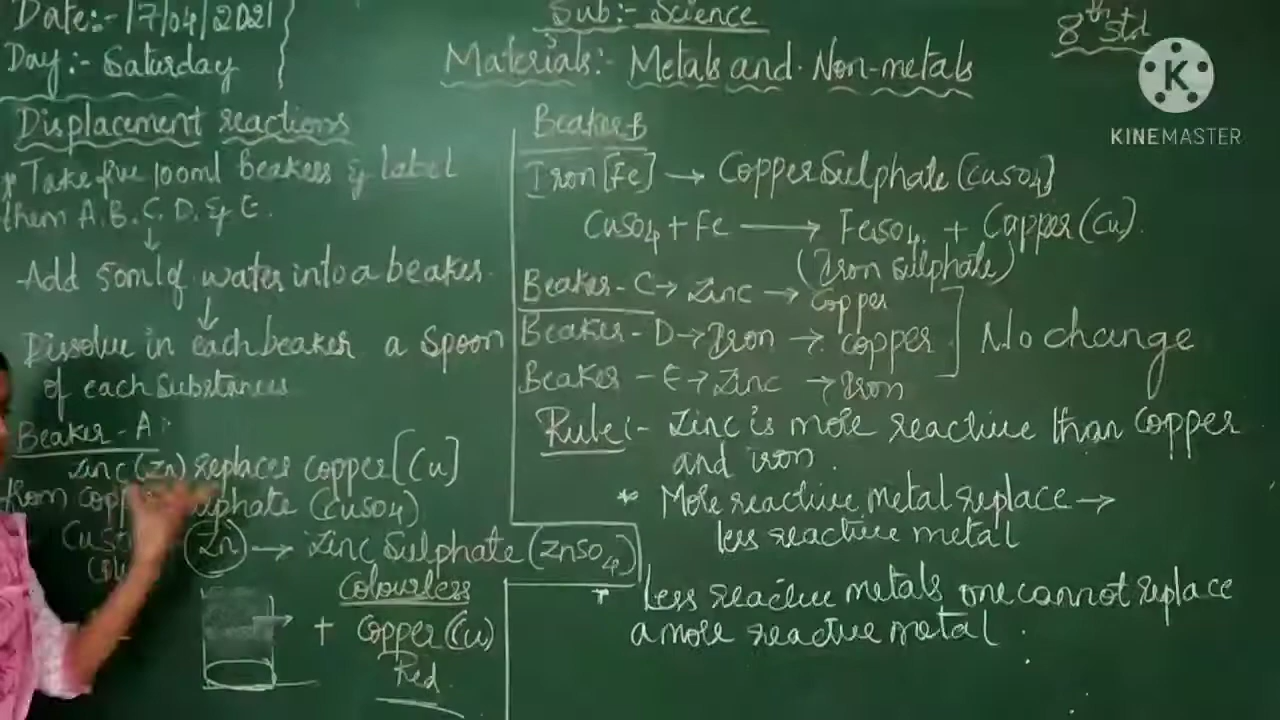 Date:- 17/04/2021
Day:- Saturday
Sub:- Science
8th Std
Materials:- Metals and Non-metals
KINEMASTER
Displacement reactions
* Take five 100ml beakers & label
them A. B. C. D. & E.
Add 50ml of water into a beaker.
Dissolve in each beaker a spoon
of each substances
Beaker - A:
Zinc (Zn) replaces copper [Cu]
from copper sulphate (CuSO4)
Zn → Zinc Sulphate (ZnSO4)
Colourless
+ Copper (Cu)
Red
Beaker B
Iron [Fe] → Copper Sulphate [CuSO4]
CuSO4 + Fe → FeSO4 + Copper (Cu).
(Iron sulphate)
Beaker - C → Zinc → Copper
Beaker - D → Iron → copper
Beaker - E → Zinc → Iron
No change
Rule:- Zinc is more reactive than copper
and iron.
* More reactive metal replace →
less reactive metal
* Less reactive metals one cannot replace
a more reactive metal.